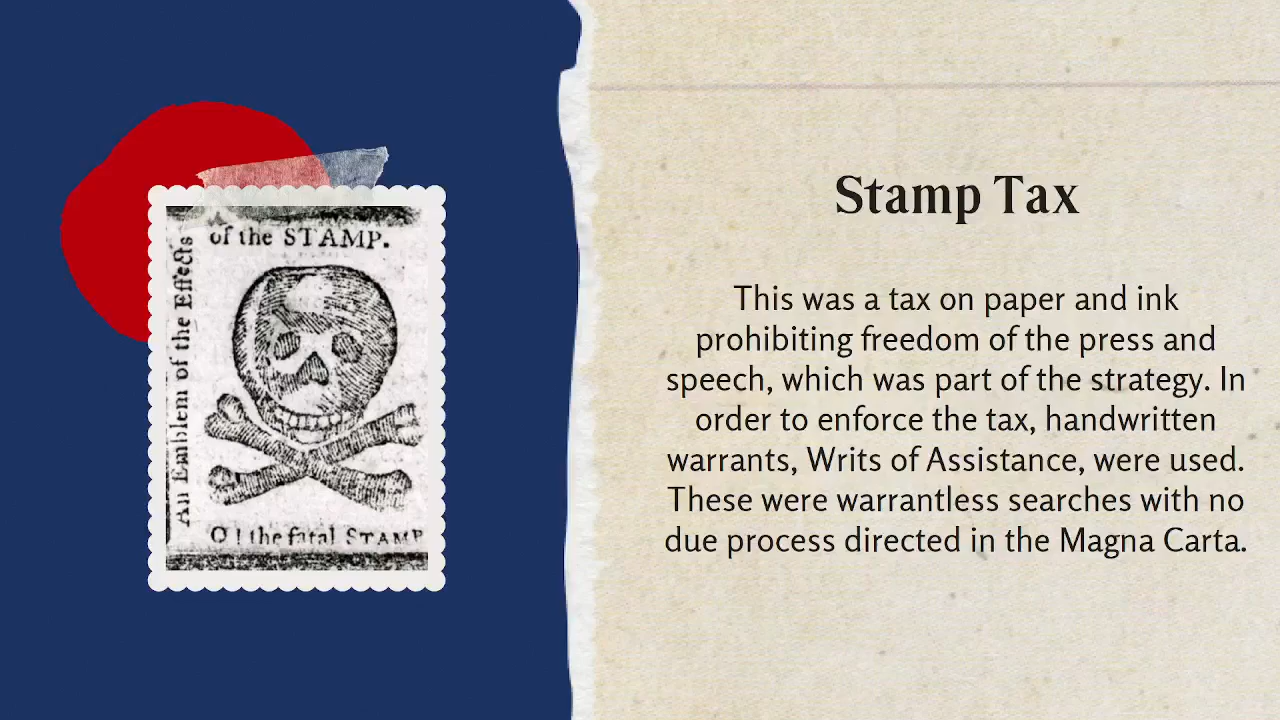 of the STAMP.
An Emblem of the Effects
O! the fatal STAMP
Stamp Tax
This was a tax on paper and ink
prohibiting freedom of the press and
speech, which was part of the strategy. In
order to enforce the tax, handwritten
warrants, Writs of Assistance, were used.
These were warrantless searches with no
due process directed in the Magna Carta.